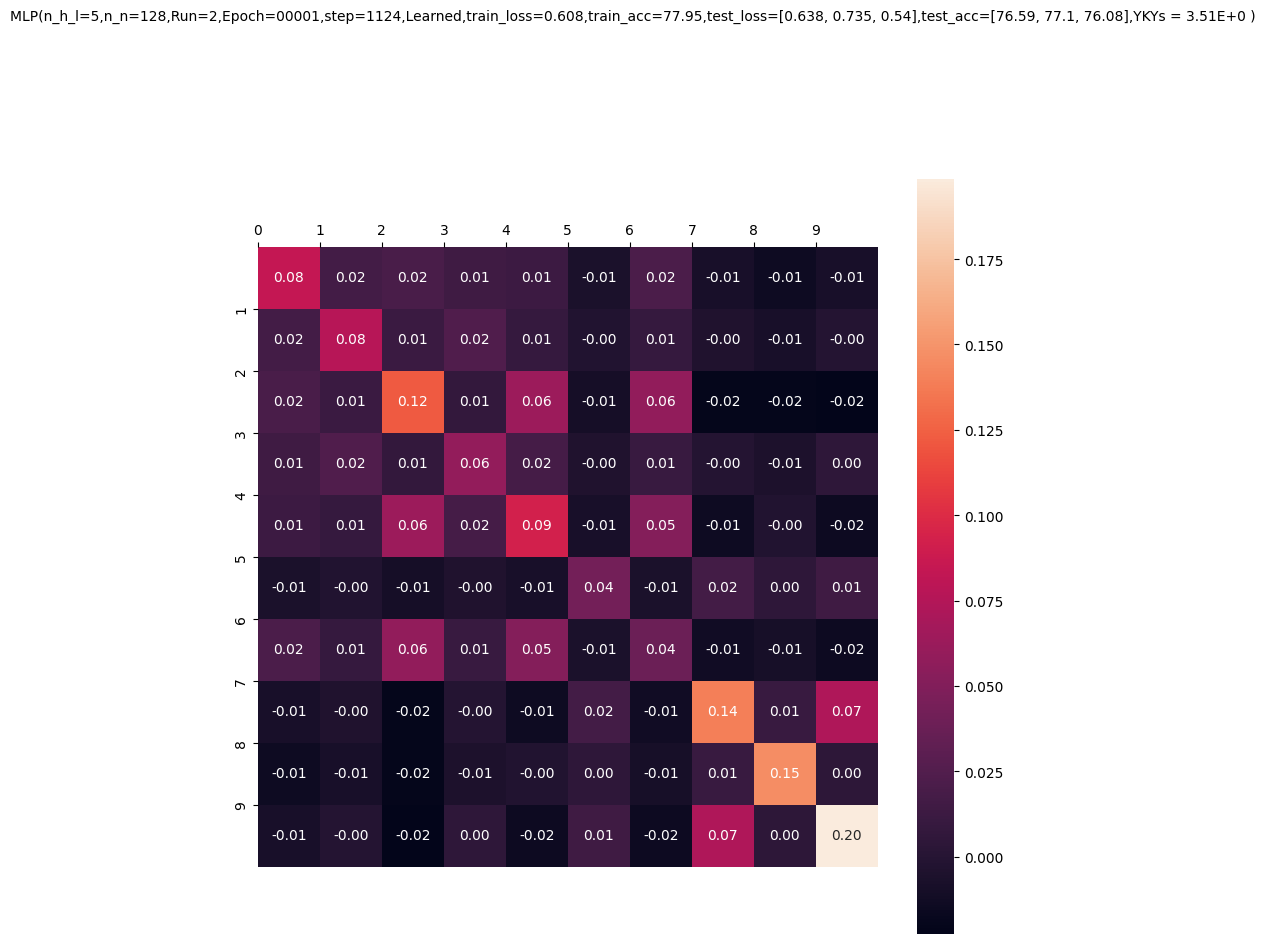 MLP(n_h_l=5,n_n=128,Run=2,Epoch=00001,step=1124,Learned,train_loss=0.608,train_acc=77.95,test_loss=[0.638, 0.735, 0.54],test_acc=[76.59, 77.1, 76.08],YKYs = 3.51E+0 )
0 1 2 3 4 5 6 7 8 9
0.08 0.02 0.02 0.01 0.01 -0.01 0.02 -0.01 -0.01 -0.01
1
0.02 0.08 0.01 0.02 0.01 -0.00 0.01 -0.00 -0.01 -0.00
2
0.02 0.01 0.12 0.01 0.06 -0.01 0.06 -0.02 -0.02 -0.02
3
0.01 0.02 0.01 0.06 0.02 -0.00 0.01 -0.00 -0.01 0.00
4
0.01 0.01 0.06 0.02 0.09 -0.01 0.05 -0.01 -0.00 -0.02
5
-0.01 -0.00 -0.01 -0.00 -0.01 0.04 -0.01 0.02 0.00 0.01
6
0.02 0.01 0.06 0.01 0.05 -0.01 0.04 -0.01 -0.01 -0.02
7
-0.01 -0.00 -0.02 -0.00 -0.01 0.02 -0.01 0.14 0.01 0.07
8
-0.01 -0.01 -0.02 -0.01 -0.00 0.00 -0.01 0.01 0.15 0.00
9
-0.01 -0.00 -0.02 0.00 -0.02 0.01 -0.02 0.07 0.00 0.20
0.175
0.150
0.125
0.100
0.075
0.050
0.025
0.000